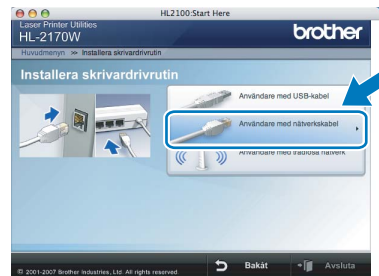 HL2100:Start Here
Laser Printer Utilities
HL-2170W
brother
Huvudmenyn >> Installera skrivardrivrutin
Installera skrivardrivrutin
Användare med USB-kabel
Användare med nätverkskabel
Användare med trådlösa nätverk
Bakåt
Avsluta
© 2001-2007 Brother Industries, Ltd. All rights reserved.